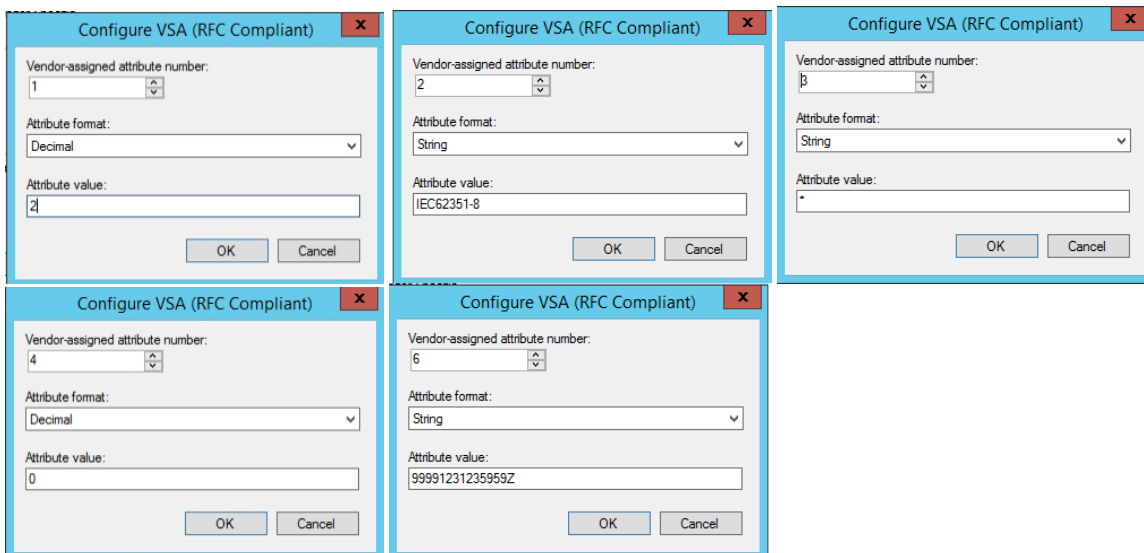 Configure VSA (RFC Compliant)
x
Vendor-assigned attribute number:
1
Attribute format:
Decimal
Attribute value:
2
OK
Cancel
Configure VSA (RFC Compliant)
x
Vendor-assigned attribute number:
2
Attribute format:
String
Attribute value:
IEC62351-8
OK
Cancel
Configure VSA (RFC Compliant)
x
Vendor-assigned attribute number:
3
Attribute format:
String
Attribute value:
*
OK
Cancel
Configure VSA (RFC Compliant)
x
Vendor-assigned attribute number:
4
Attribute format:
Decimal
Attribute value:
0
OK
Cancel
Configure VSA (RFC Compliant)
x
Vendor-assigned attribute number:
6
Attribute format:
String
Attribute value:
99991231235959Z
OK
Cancel